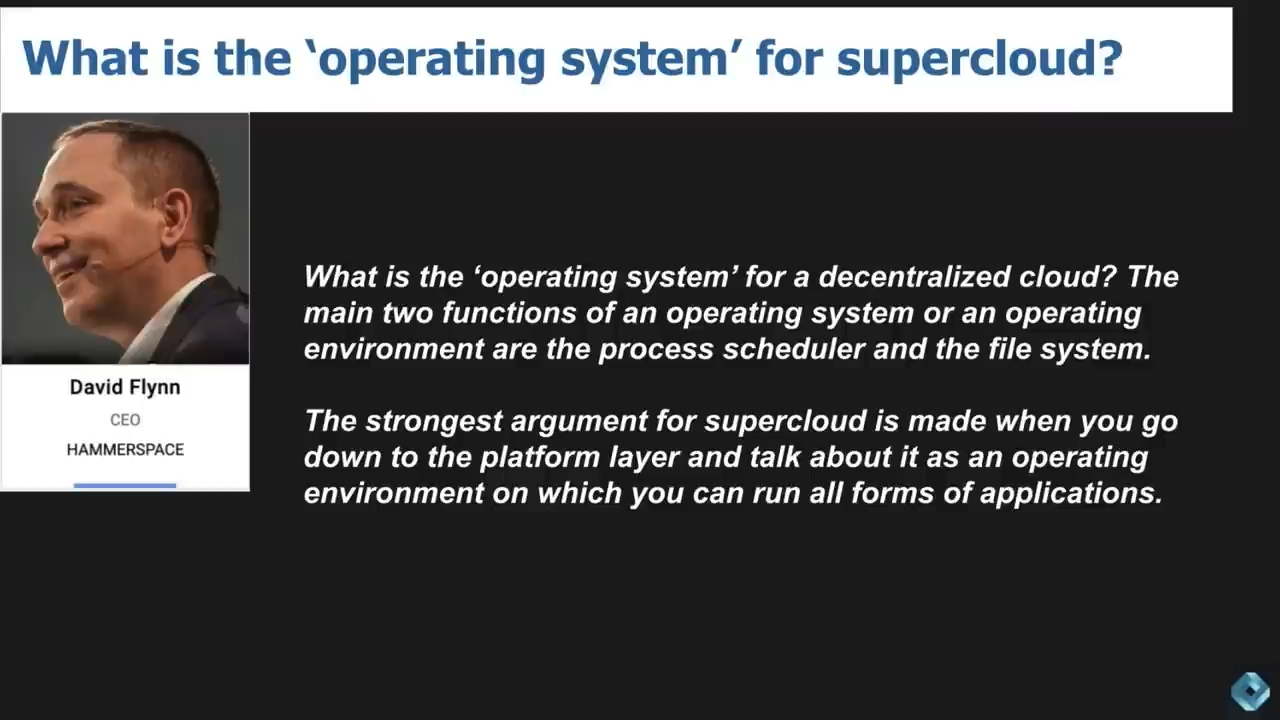 What is the ‘operating system’ for supercloud?
David Flynn
CEO
HAMMERSPACE
What is the ‘operating system’ for a decentralized cloud? The
main two functions of an operating system or an operating
environment are the process scheduler and the file system.
The strongest argument for supercloud is made when you go
down to the platform layer and talk about it as an operating
environment on which you can run all forms of applications.